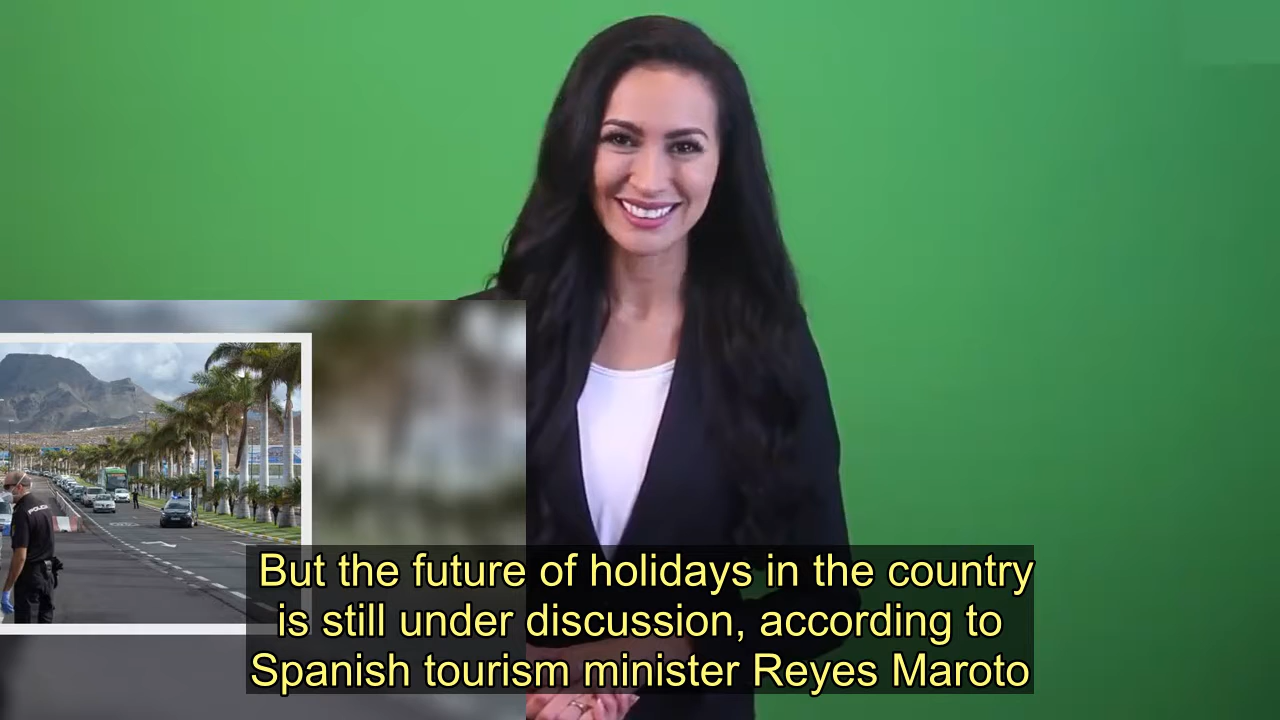 POLICIA
But the future of holidays in the country
is still under discussion, according to
Spanish tourism minister Reyes Maroto